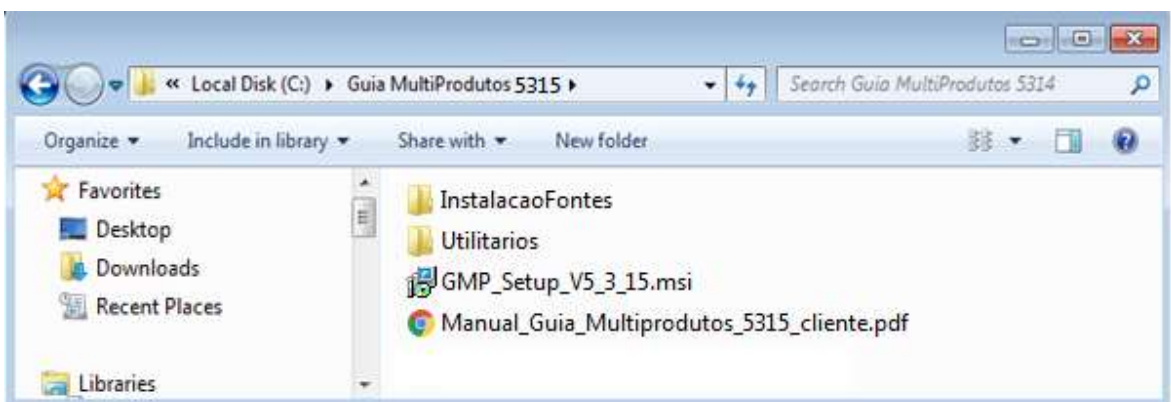 « Local Disk (C:) Guia MultiProdutos 5315 Search Guia MultiProdutos 5314
Organize Include in library Share with New folder
Favorites
Desktop
Downloads
Recent Places
Libraries
InstalacaoFontes
Utilitarios
GMP_Setup_V5_3_15.msi
Manual_Guia_Multiprodutos_5315_cliente.pdf